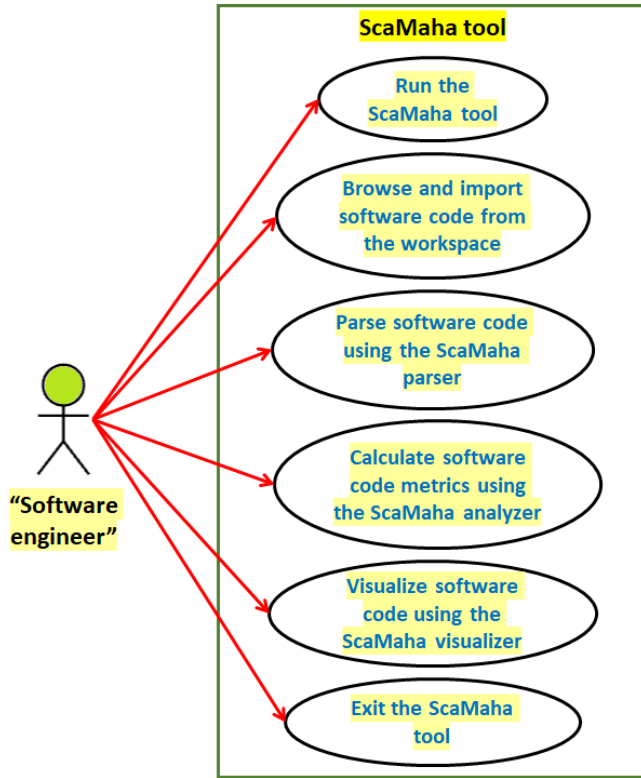 ScaMaha tool
Run the
ScaMaha tool
Browse and import
software code from
the workspace
Parse software code
using the ScaMaha
parser
Calculate software
code metrics using
the ScaMaha analyzer
Visualize software
code using the
ScaMaha visualizer
Exit the ScaMaha
tool
“Software
engineer”